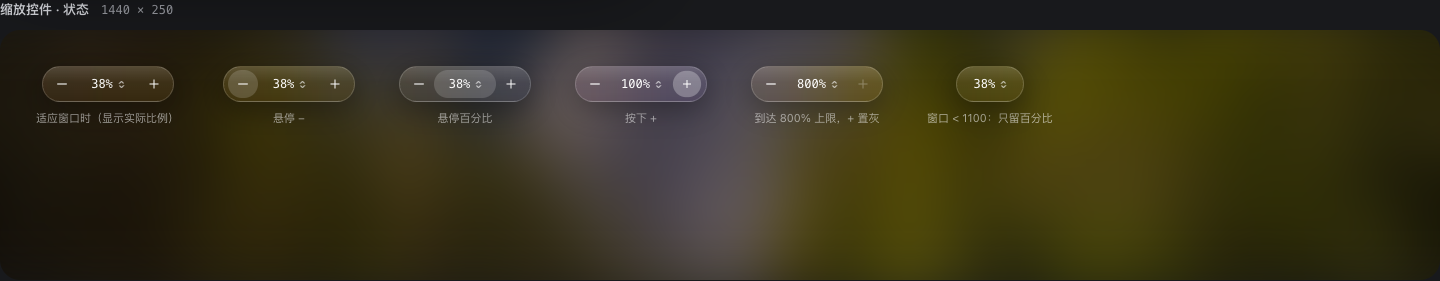 缩放控件 · 状态 1440 × 250
− 38% +
− 38% +
− 38% +
− 100% +
− 800% +
38%
适应窗口时（显示实际比例）
悬停 −
悬停百分比
按下 +
到达 800% 上限，+ 置灰
窗口 < 1100：只留百分比